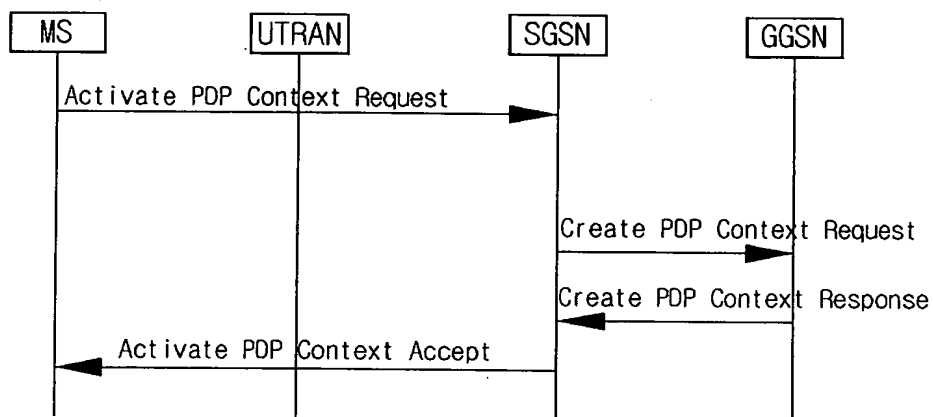 MS
UTRAN
SGSN
GGSN
Activate PDP Context Request
Create PDP Context Request
Create PDP Context Response
Activate PDP Context Accept